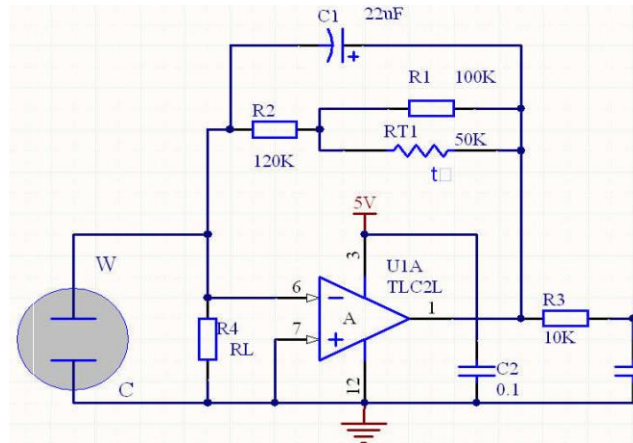 C1 22uF
R1 100K
R2
RT1 50K
120K
t
5V
W
3
U1A
TLC2L
6
1
R4
A
R3
RL
7
10K
C
C2
12
0.1